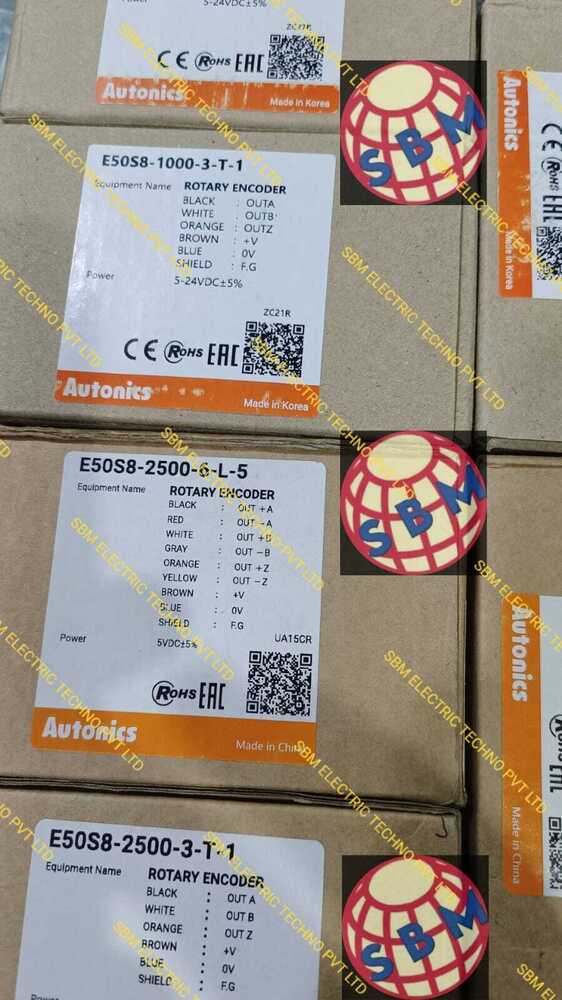 5-24VDC±5%
ZC21R
CE RoHS EAC
Autonics
Made in Korea
SBM
E50S8-1000-3-T-1
Equipment Name ROTARY ENCODER
BLACK : OUTA
WHITE : OUTB
ORANGE : OUTZ
BROWN : +V
BLUE : 0V
SHIELD : F.G
Power 5-24VDC±5%
ZC21R
CE RoHS EAC
Autonics
Made in Korea
Autonics
CE RoHS EAC
Made in Korea
E50S8-2500-6-L-5
Equipment Name ROTARY ENCODER
BLACK : OUT +A
RED : OUT -A
WHITE : OUT +B
GRAY : OUT -B
ORANGE : OUT +Z
YELLOW : OUT -Z
BROWN : +V
BLUE : 0V
SHIELD : F.G
Power 5VDC±5%
UA15CR
RoHS EAC
Autonics
Made in China
SBM
Autonics
Made in China
E50S8-2500-3-T-1
Equipment Name ROTARY ENCODER
BLACK : OUT A
WHITE : OUT B
ORANGE : OUT Z
BROWN : +V
BLUE : 0V
SHIELD : F.G
SBM
SBM ELECTRIC TECHNO PVT LTD